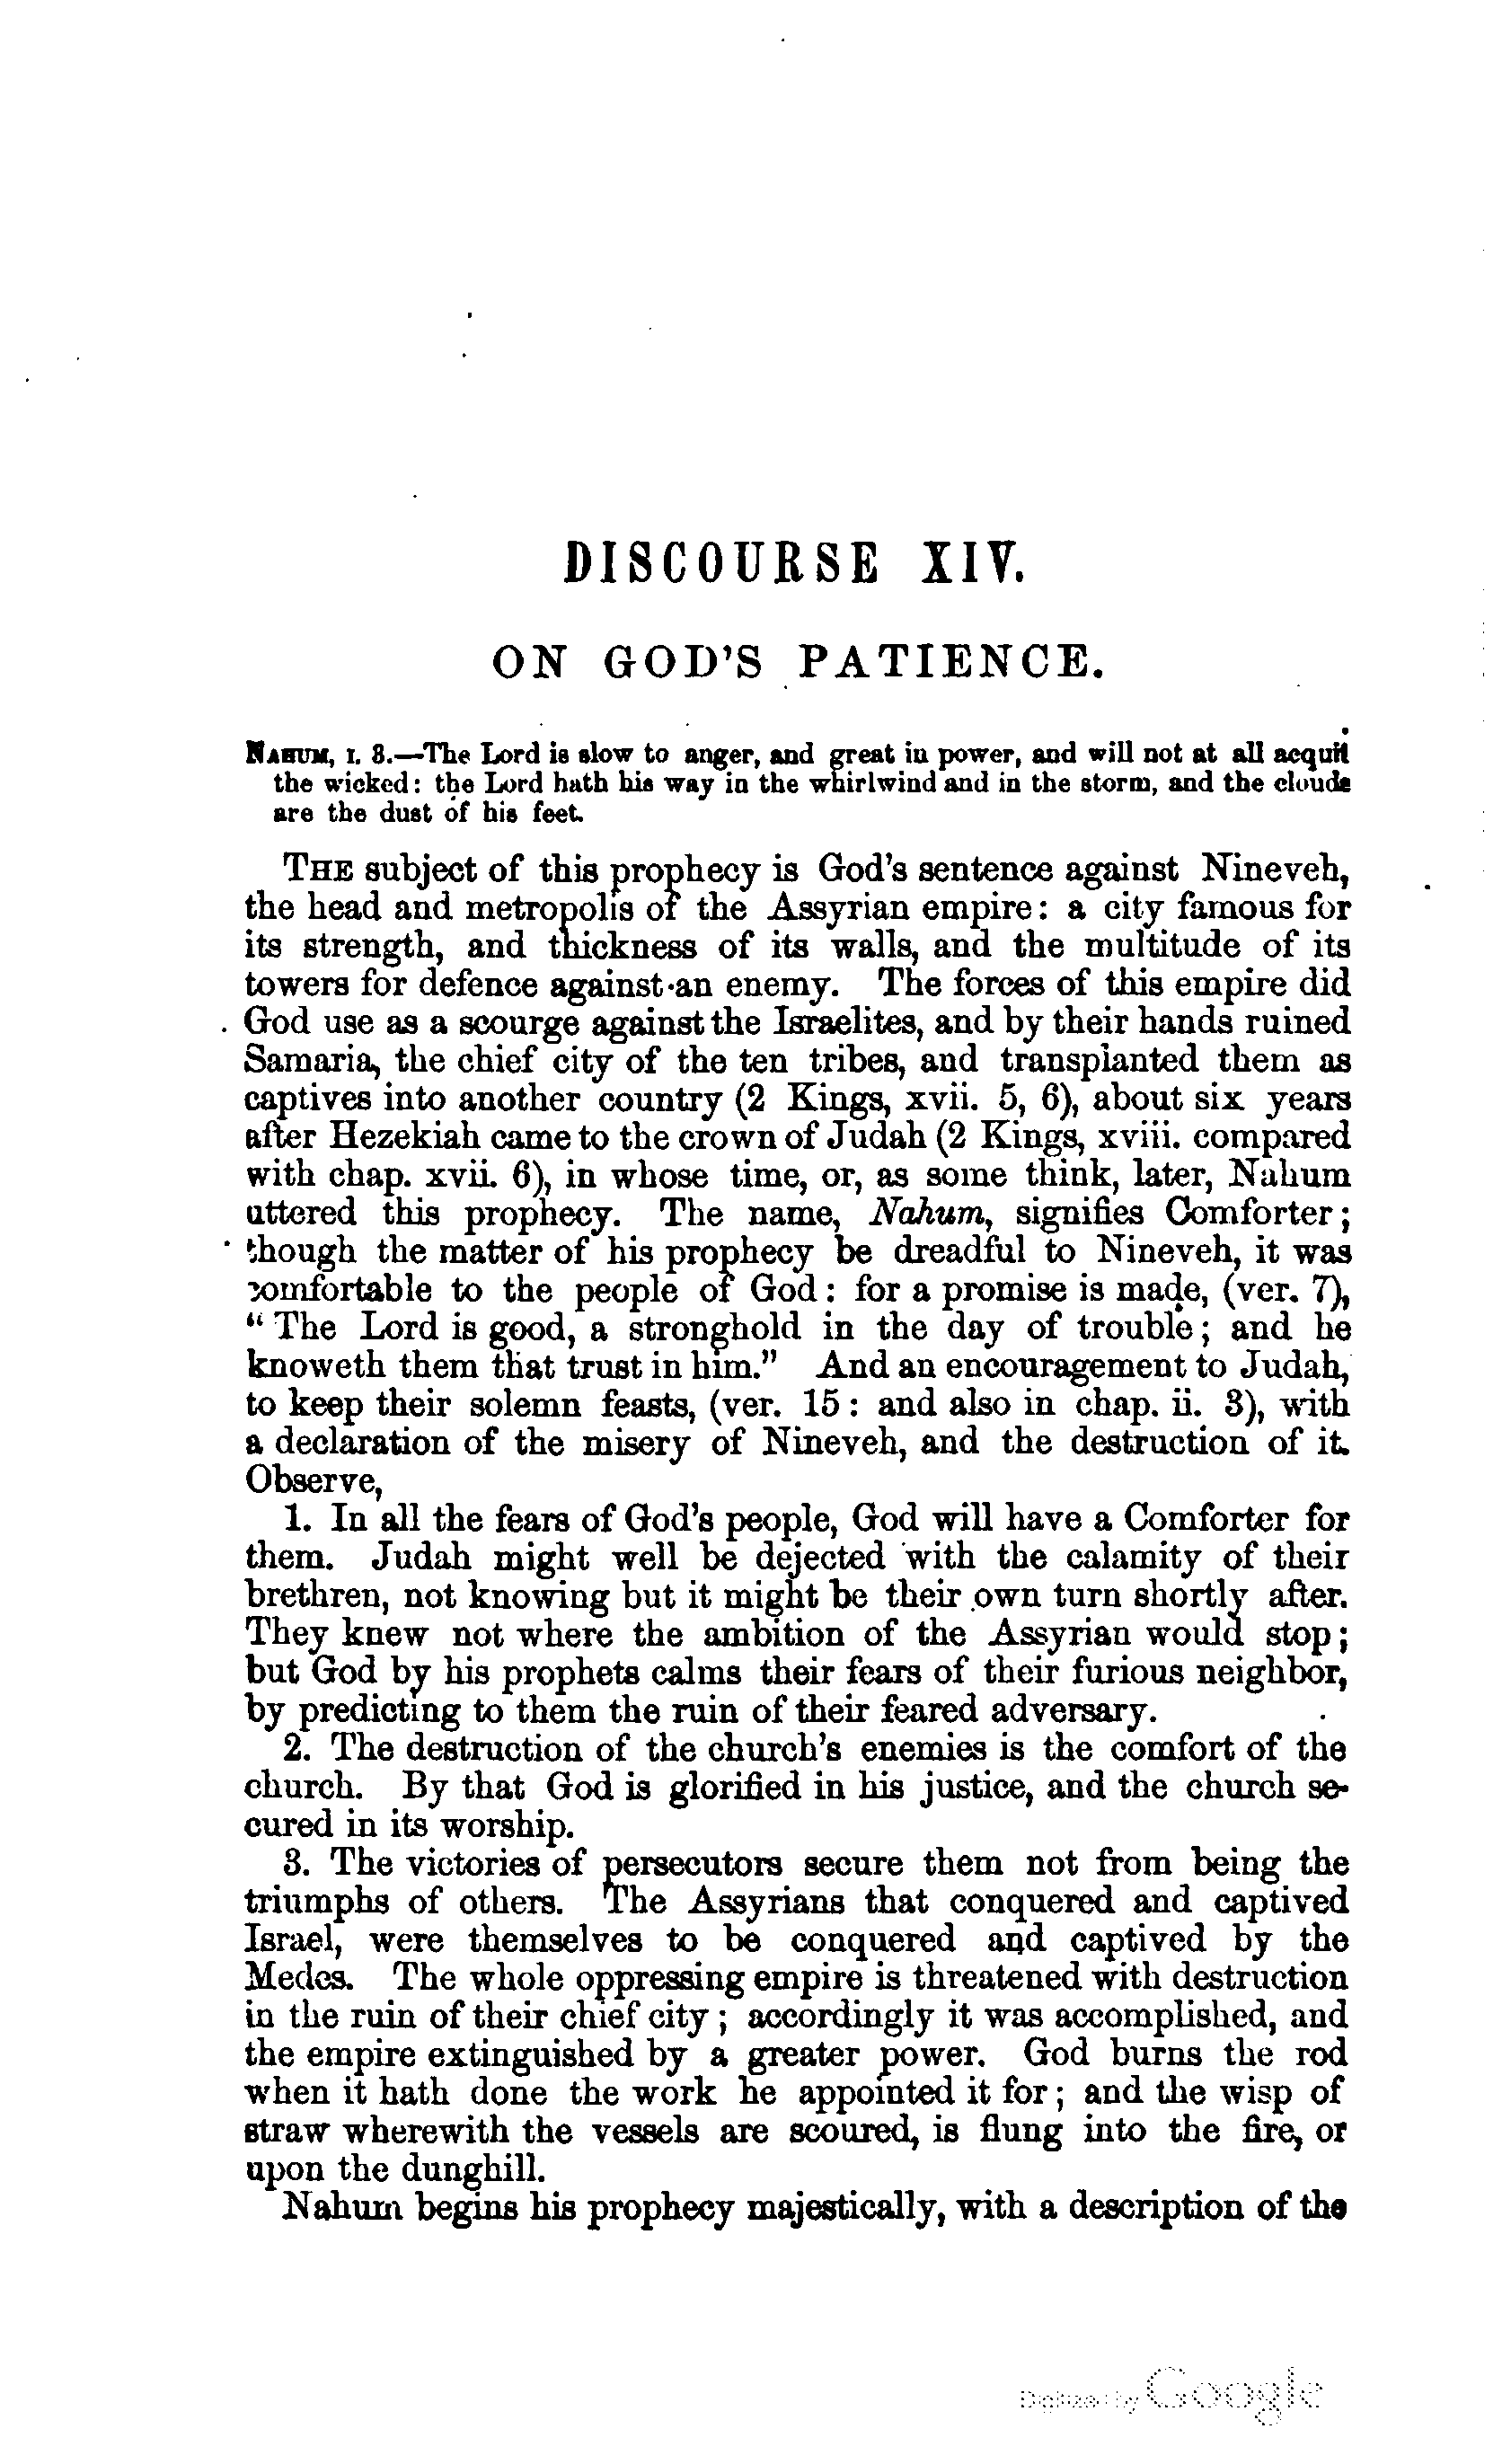 DISCOURSE XIV.
ON GOD'S PATIENCE.
NAHUM, I. 3.—The Lord is slow to anger, and great in power, and will not at all acquit
the wicked: the Lord hath his way in the whirlwind and in the storm, and the clouds
are the dust of his feet.
THE subject of this prophecy is God's sentence against Nineveh,
the head and metropolis of the Assyrian empire: a city famous for
its strength, and thickness of its walls, and the multitude of its
towers for defence against an enemy. The forces of this empire did
God use as a scourge against the Israelites, and by their hands ruined
Samaria, the chief city of the ten tribes, and transplanted them as
captives into another country (2 Kings, xvii. 5, 6), about six years
after Hezekiah came to the crown of Judah (2 Kings, xviii. compared
with chap. xvii. 6), in whose time, or, as some think, later, Nahum
uttered this prophecy. The name, Nahum, signifies Comforter;
though the matter of his prophecy be dreadful to Nineveh, it was
comfortable to the people of God: for a promise is made, (ver. 7),
“The Lord is good, a stronghold in the day of trouble; and he
knoweth them that trust in him.” And an encouragement to Judah,
to keep their solemn feasts, (ver. 15: and also in chap. ii. 3), with
a declaration of the misery of Nineveh, and the destruction of it.
Observe,
1. In all the fears of God's people, God will have a Comforter for
them. Judah might well be dejected with the calamity of their
brethren, not knowing but it might be their own turn shortly after.
They knew not where the ambition of the Assyrian would stop;
but God by his prophets calms their fears of their furious neighbor,
by predicting to them the ruin of their feared adversary.
2. The destruction of the church's enemies is the comfort of the
church. By that God is glorified in his justice, and the church se-
cured in its worship.
3. The victories of persecutors secure them not from being the
triumphs of others. The Assyrians that conquered and captived
Israel, were themselves to be conquered and captived by the
Medes. The whole oppressing empire is threatened with destruction
in the ruin of their chief city; accordingly it was accomplished, and
the empire extinguished by a greater power. God burns the rod
when it hath done the work he appointed it for; and the wisp of
straw wherewith the vessels are scoured, is flung into the fire, or
upon the dunghill.
Nahum begins his prophecy majestically, with a description of the
Digitized by Google